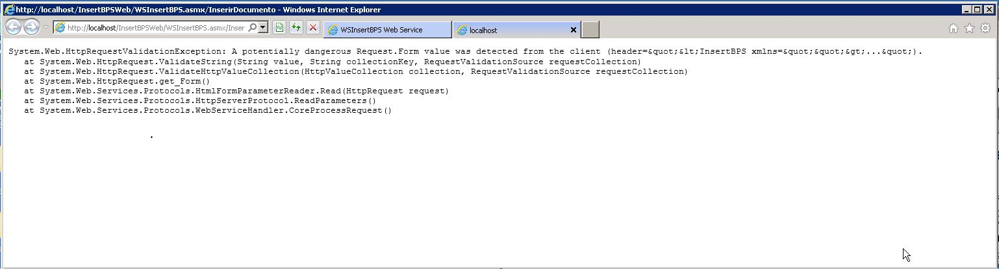 http://localhost/InsertBPSWeb/WSInsertBPS.asmx/InserirDocumento - Windows Internet Explorer
http://localhost/InsertBPSWeb/WSInsertBPS.asmx/Inser
WSInsertBPS Web Service
localhost
System.Web.HttpRequestValidationException: A potentially dangerous Request.Form value was detected from the client (header=&quot;&lt;InsertBPS xmlns=&quot;&quot;&gt;...&quot;).
at System.Web.HttpRequest.ValidateString(String value, String collectionKey, RequestValidationSource requestCollection)
at System.Web.HttpRequest.ValidateHttpValueCollection(HttpValueCollection collection, RequestValidationSource requestCollection)
at System.Web.HttpRequest.get_Form()
at System.Web.Services.Protocols.HtmlFormParameterReader.Read(HttpRequest request)
at System.Web.Services.Protocols.HttpServerProtocol.ReadParameters()
at System.Web.Services.Protocols.WebServiceHandler.CoreProcessRequest()